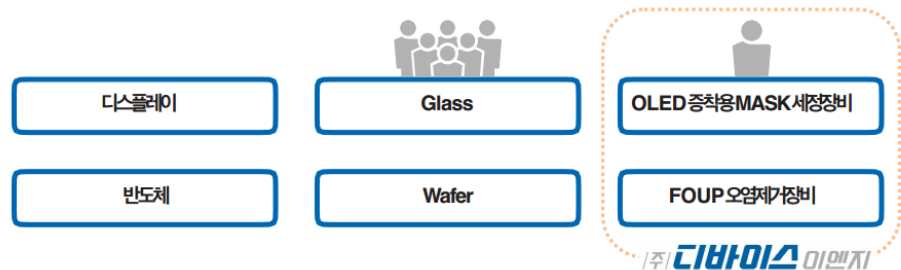 디스플레이
Glass
OLED 증착용 MASK 세정장비
반도체
Wafer
FOUP 오염제거장비
(주)디바이스이엔지